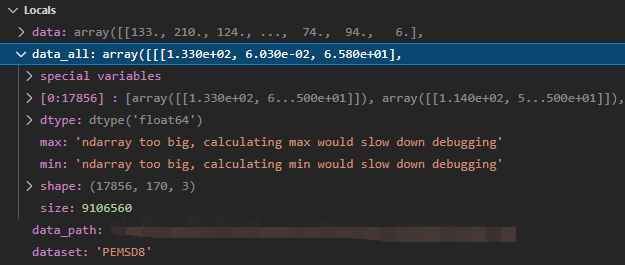 Locals
data: array([[133., 210., 124., ..., 74., 94., 6.],
data_all: array([[[1.330e+02, 6.030e-02, 6.580e+01],
special variables
[0:17856] : [array([[1.330e+02, 6...500e+01]]), array([[1.140e+02, 5...500e+01]]),
dtype: dtype('float64')
max: 'ndarray too big, calculating max would slow down debugging'
min: 'ndarray too big, calculating min would slow down debugging'
shape: (17856, 170, 3)
size: 9106560
data_path:
dataset: 'PEMSD8'